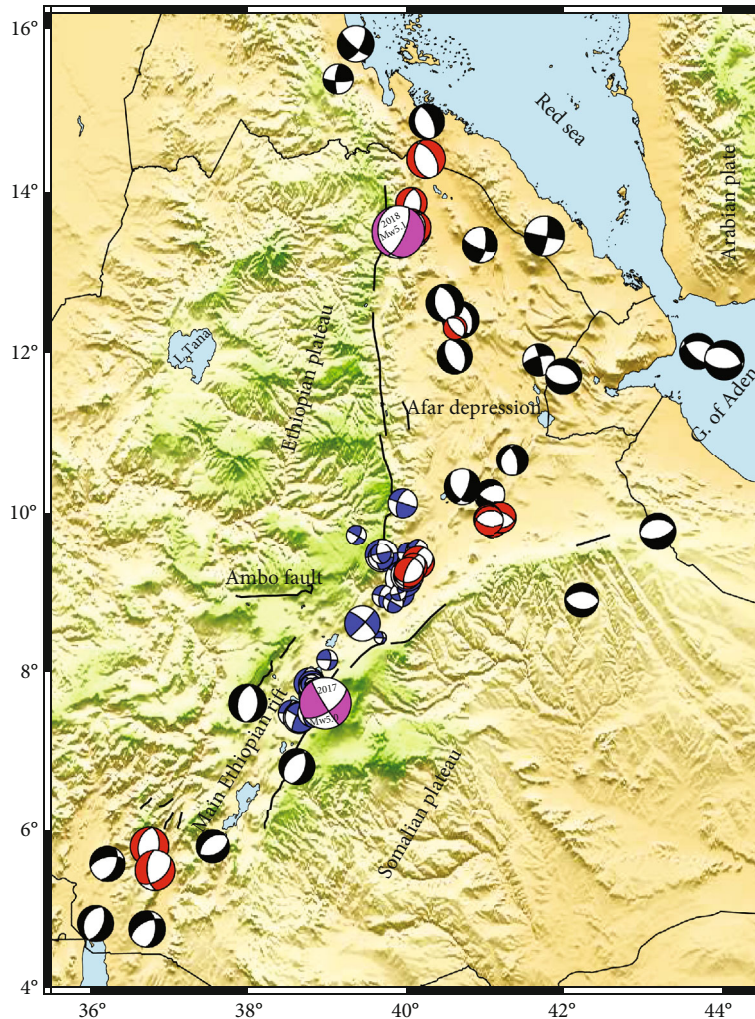 16°
Red sea
Arabian plate
14°
2018
Mw5.1
Ethiopian plateau
12°
L.Tana
G. of Aden
Afar depression
10°
Ambo fault
8°
2017
Main Ethiopian rift
Somalian plateau
6°
4°
36°
38°
40°
42°
44°